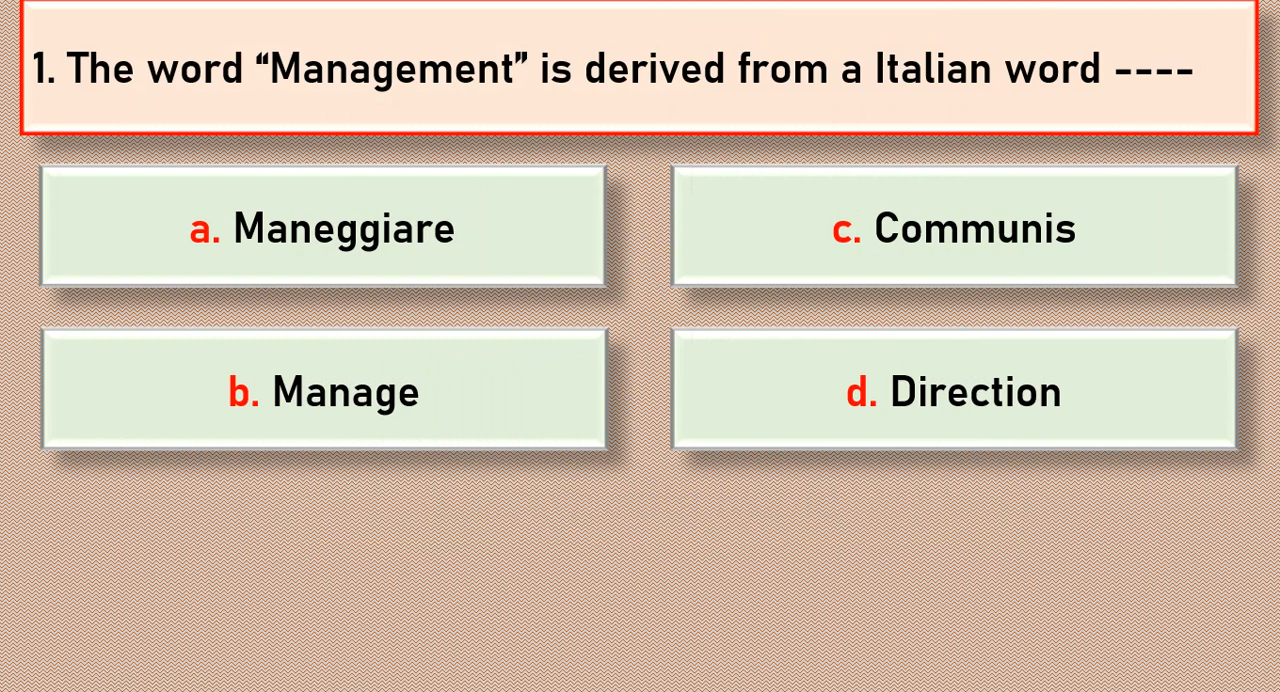 1. The word “Management” is derived from a Italian word ----
a. Maneggiare
c. Communis
b. Manage
d. Direction